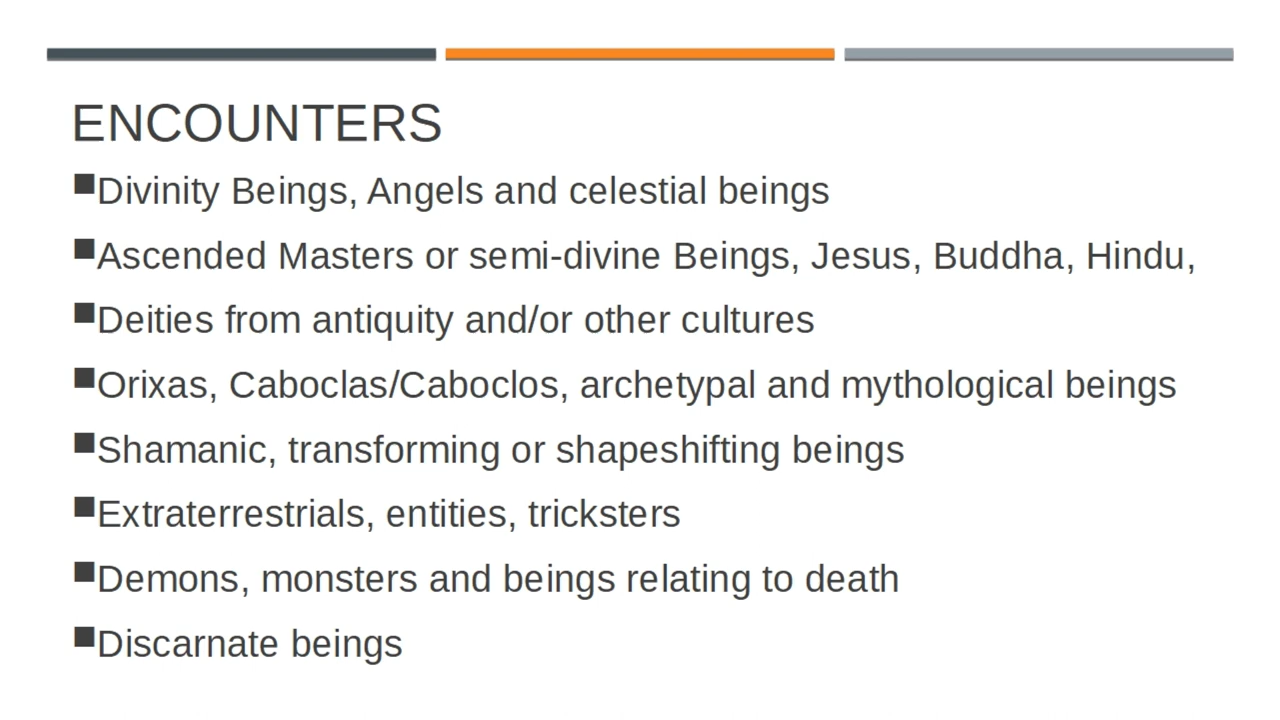 ENCOUNTERS
■Divinity Beings, Angels and celestial beings
■Ascended Masters or semi-divine Beings, Jesus, Buddha, Hindu,
■Deities from antiquity and/or other cultures
■Orixas, Caboclas/Caboclos, archetypal and mythological beings
■Shamanic, transforming or shapeshifting beings
■Extraterrestrials, entities, tricksters
■Demons, monsters and beings relating to death
■Discarnate beings